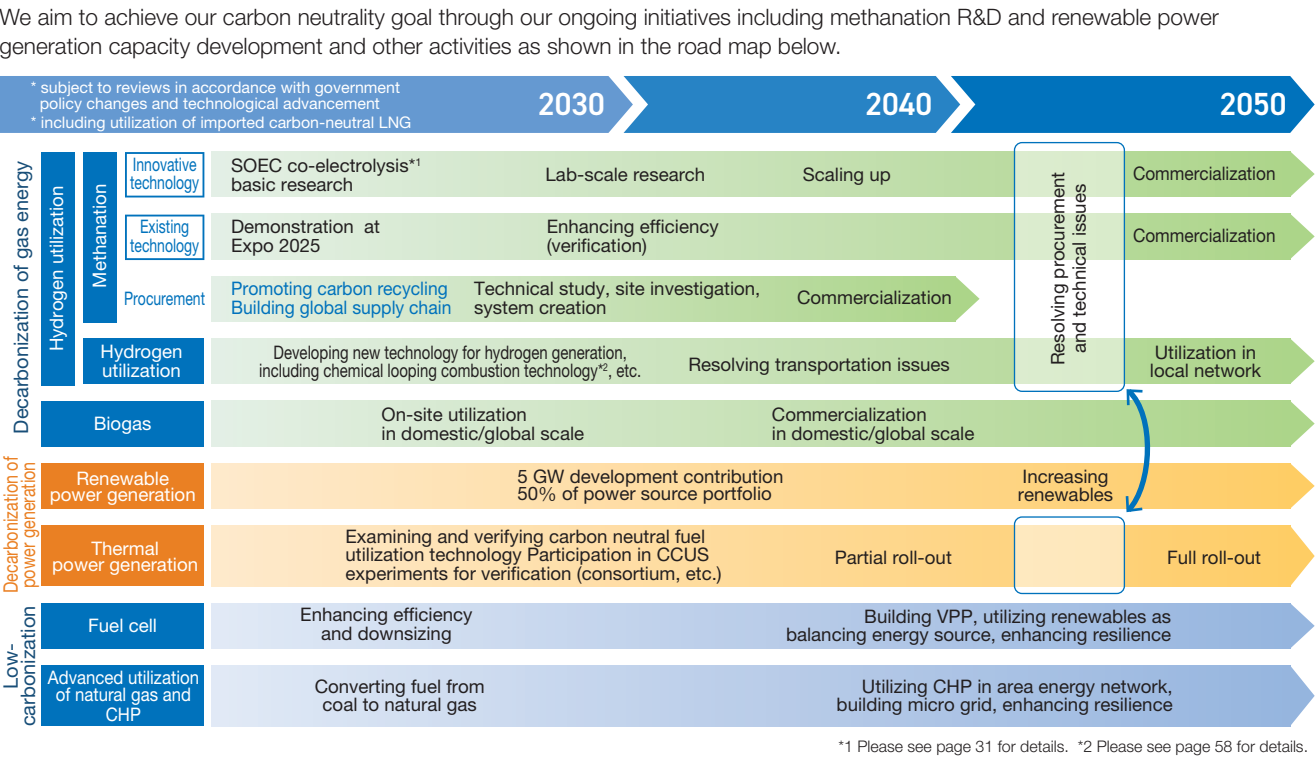 We aim to achieve our carbon neutrality goal through our ongoing initiatives including methanation R&D and renewable power
generation capacity development and other activities as shown in the road map below.
* subject to reviews in accordance with government
policy changes and technological advancement
* including utilization of imported carbon-neutral LNG
2030
2040
2050
Decarbonization of gas energy
Hydrogen utilization
Methanation
Innovative
technology
SOEC co-electrolysis*1
basic research
Lab-scale research
Scaling up
Commercialization
Existing
technology
Demonstration at
Expo 2025
Enhancing efficiency
(verification)
Commercialization
Procurement
Promoting carbon recycling
Building global supply chain
Technical study, site investigation,
system creation
Commercialization
Resolving procurement
and technical issues
Hydrogen
utilization
Developing new technology for hydrogen generation,
including chemical looping combustion technology*2, etc.
Resolving transportation issues
Utilization in
local network
Biogas
On-site utilization
in domestic/global scale
Commercialization
in domestic/global scale
Decarbonization of
power generation
Renewable
power generation
5 GW development contribution
50% of power source portfolio
Increasing
renewables
Thermal
power generation
Examining and verifying carbon neutral fuel
utilization technology Participation in CCUS
experiments for verification (consortium, etc.)
Partial roll-out
Full roll-out
Low-
carbonization
Fuel cell
Enhancing efficiency
and downsizing
Building VPP, utilizing renewables as
balancing energy source, enhancing resilience
Advanced utilization
of natural gas and
CHP
Converting fuel from
coal to natural gas
Utilizing CHP in area energy network,
building micro grid, enhancing resilience
*1 Please see page 31 for details. *2 Please see page 58 for details.